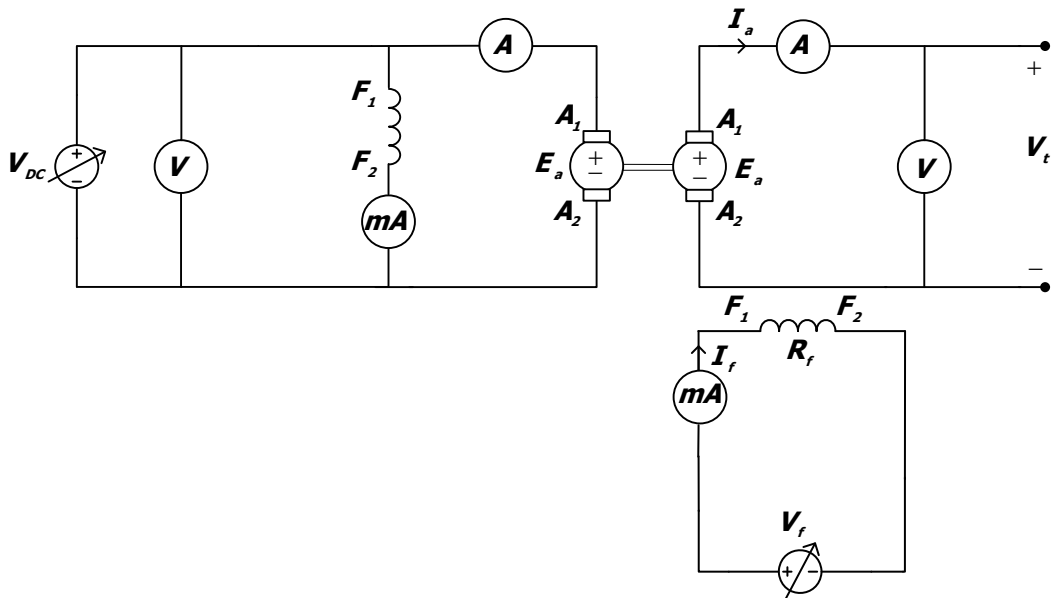 I_a
A
A
F_1
A_1
A_1
+
F_2
V_DC
+
−
V
E_a
+
−
+
−
E_a
V
V_t
A_2
A_2
mA
−
F_1
F_2
I_f
R_f
mA
V_f
+
−